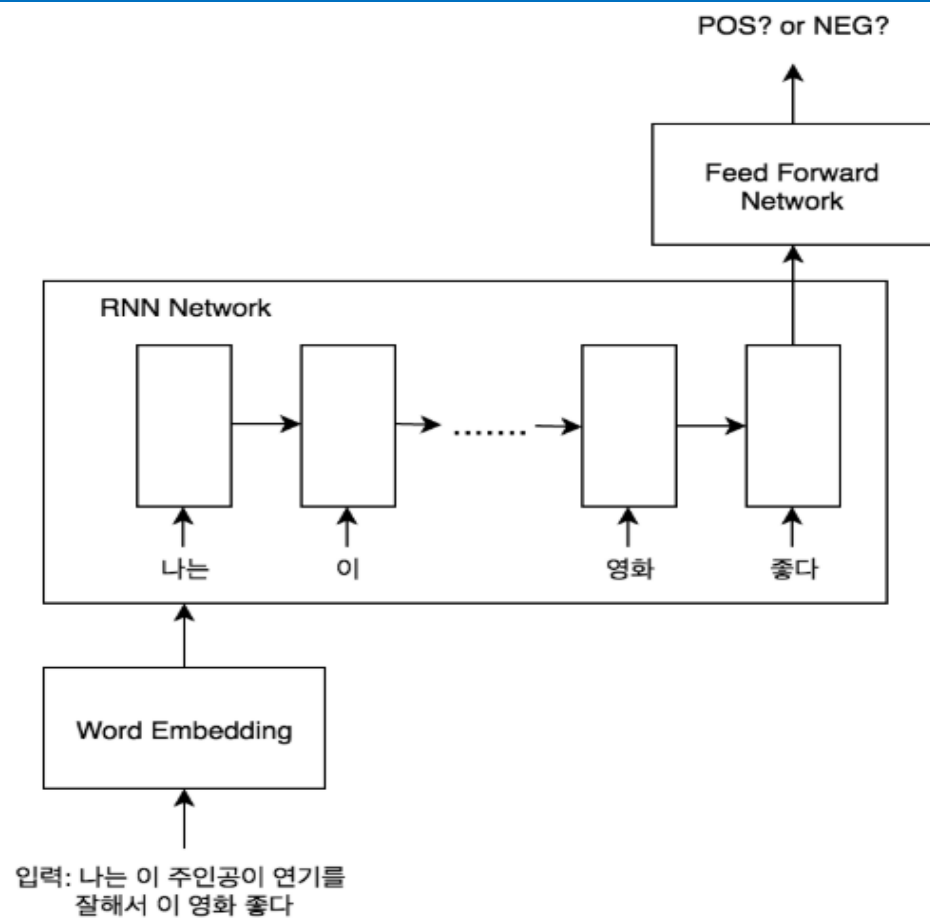 POS? or NEG?
Feed Forward
Network
RNN Network
.......
나는
이
영화
좋다
Word Embedding
입력: 나는 이 주인공이 연기를
잘해서 이 영화 좋다